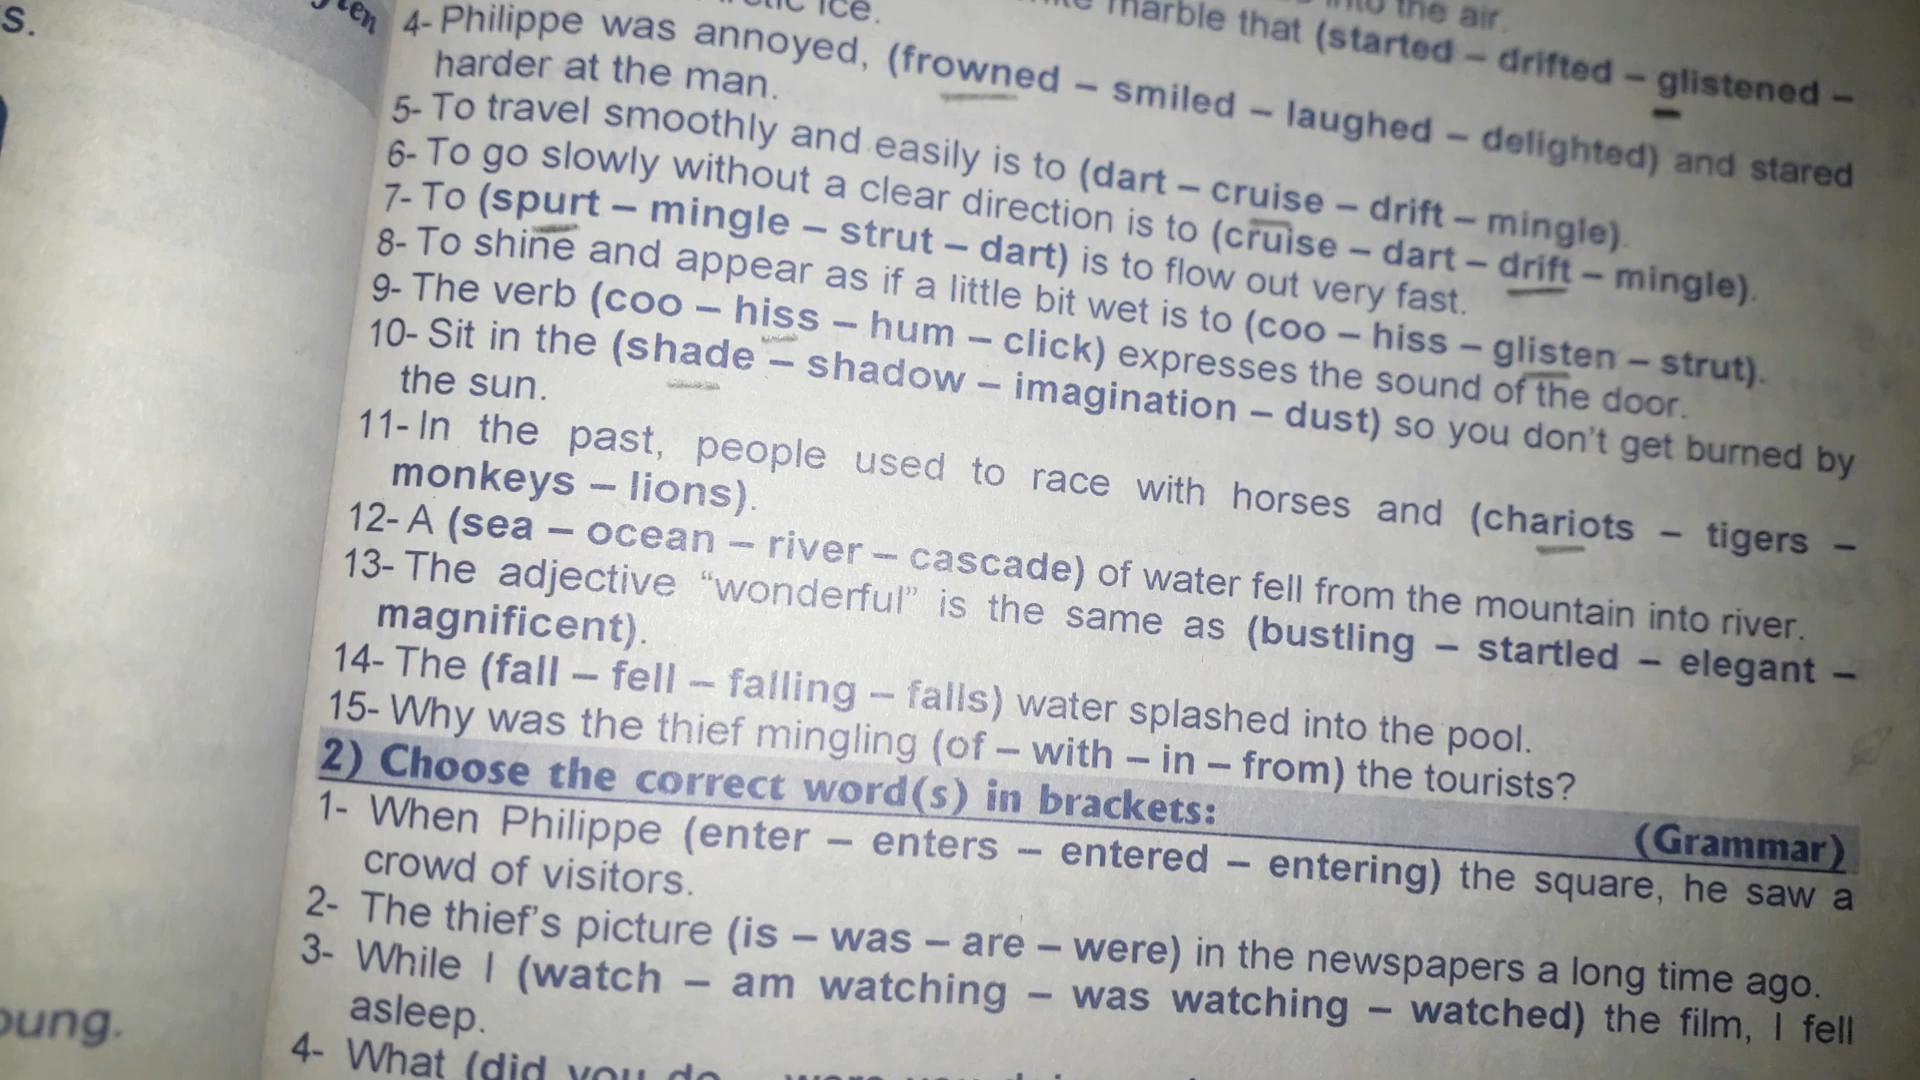 s.
ice.
into the air.
marble that (started – drifted – glistened –
4- Philippe was annoyed, (frowned – smiled – laughed – delighted) and stared
harder at the man.
5- To travel smoothly and easily is to (dart – cruise – drift – mingle).
6- To go slowly without a clear direction is to (cruise – dart – drift – mingle).
7- To (spurt – mingle – strut – dart) is to flow out very fast.
8- To shine and appear as if a little bit wet is to (coo – hiss – glisten – strut).
9- The verb (coo – hiss – hum – click) expresses the sound of the door.
10- Sit in the (shade – shadow – imagination – dust) so you don't get burned by
the sun.
11- In the past, people used to race with horses and (chariots – tigers –
monkeys – lions).
12- A (sea – ocean – river – cascade) of water fell from the mountain into river.
13- The adjective “wonderful” is the same as (bustling – startled – elegant –
magnificent).
14- The (fall – fell – falling – falls) water splashed into the pool.
15- Why was the thief mingling (of – with – in – from) the tourists?
2) Choose the correct word(s) in brackets: (Grammar)
1- When Philippe (enter – enters – entered – entering) the square, he saw a
crowd of visitors.
2- The thief's picture (is – was – are – were) in the newspapers a long time ago.
3- While I (watch – am watching – was watching – watched) the film, I fell
asleep.
4- What (did you do
oung.